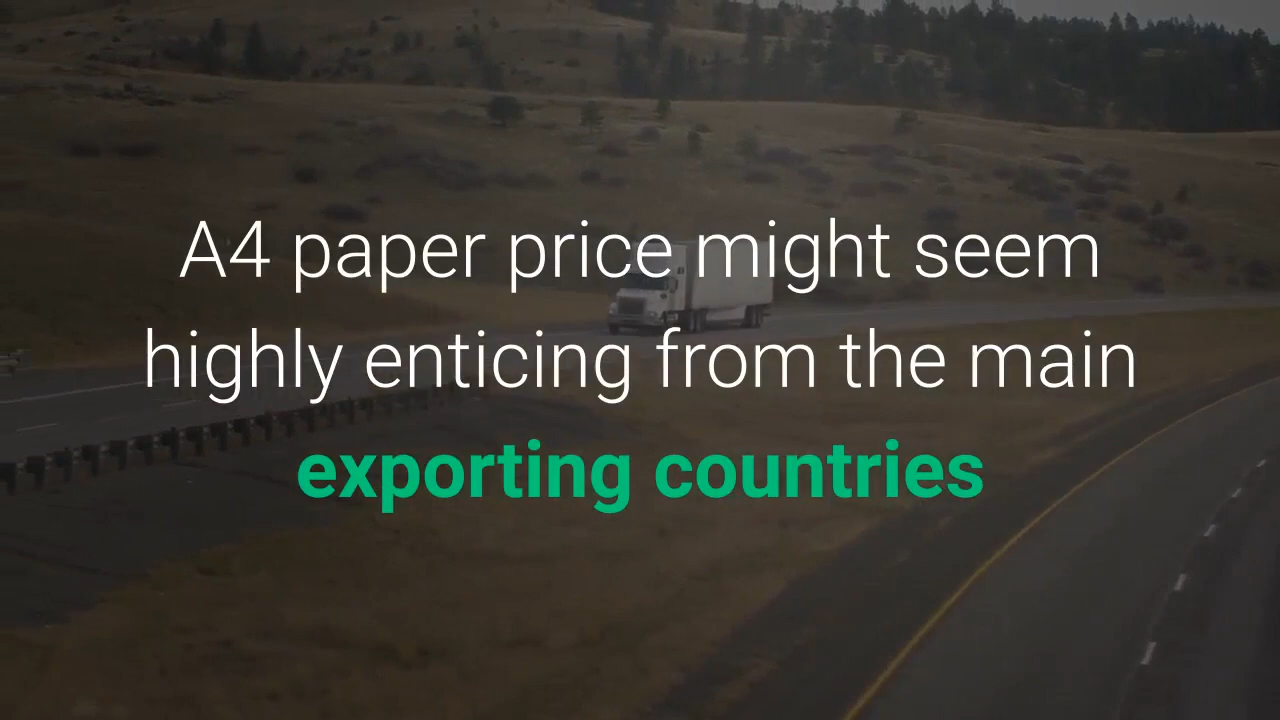 A4 paper price might seem
highly enticing from the main
exporting countries